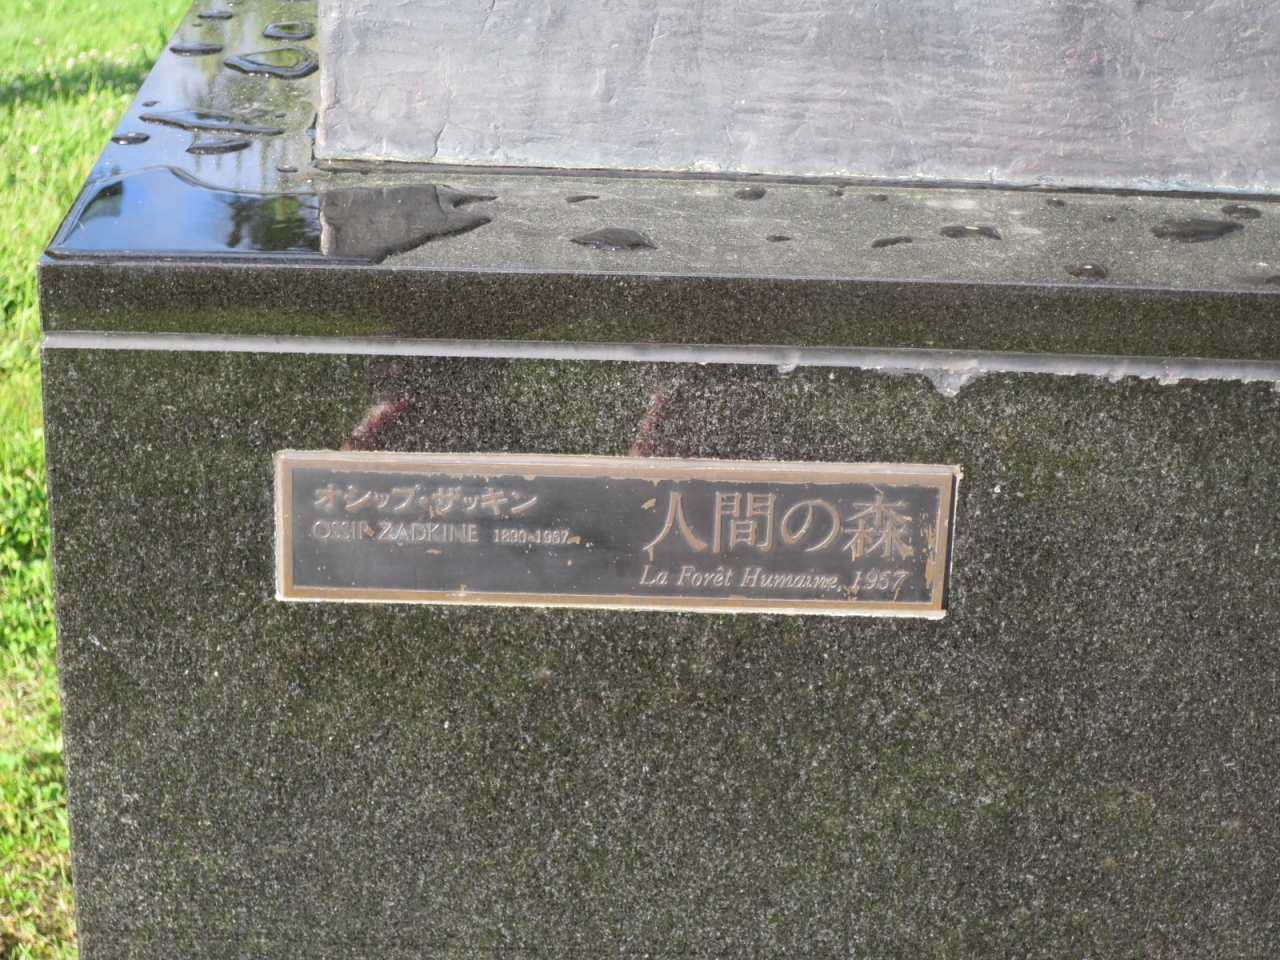 オシップ・ザッキン
OSSIP ZADKINE 1890-1967
人間の森
La Forêt Humaine, 1957